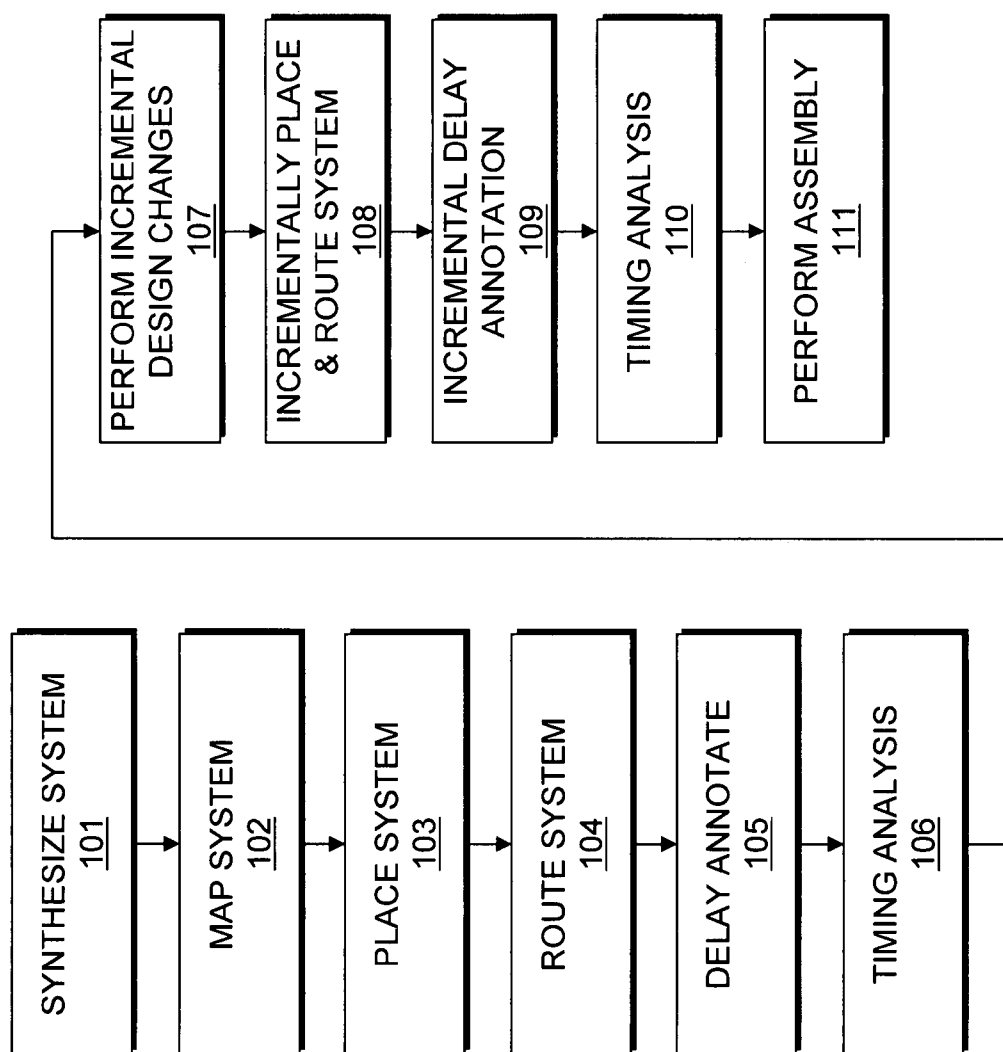 SYNTHESIZE SYSTEM
101
MAP SYSTEM
102
PLACE SYSTEM
103
ROUTE SYSTEM
104
DELAY ANNOTATE
105
TIMING ANALYSIS
106
PERFORM INCREMENTAL
DESIGN CHANGES
107
INCREMENTALLY PLACE
& ROUTE SYSTEM
108
INCREMENTAL DELAY
ANNOTATION
109
TIMING ANALYSIS
110
PERFORM ASSEMBLY
111